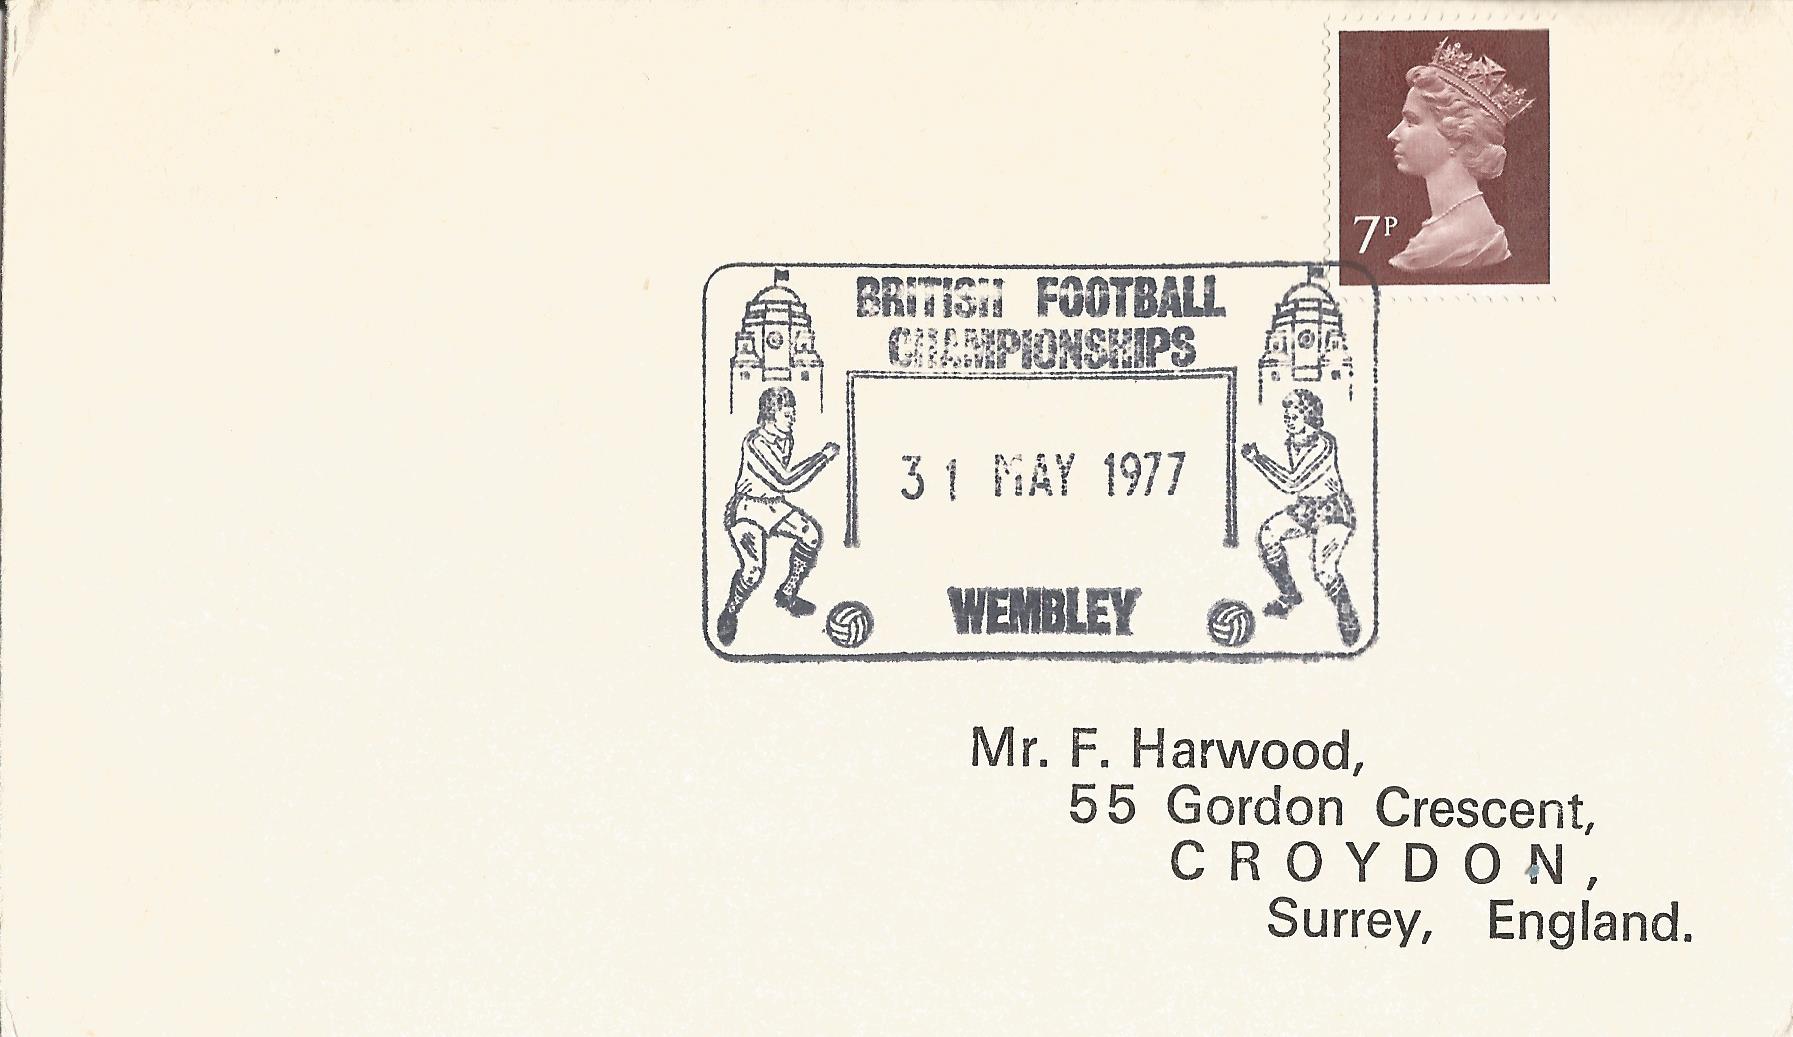 7P
BRITISH FOOTBALL
CHAMPIONSHIPS
31 MAY 1977
WEMBLEY
Mr. F. Harwood,
55 Gordon Crescent,
CROYDON,
Surrey, England.